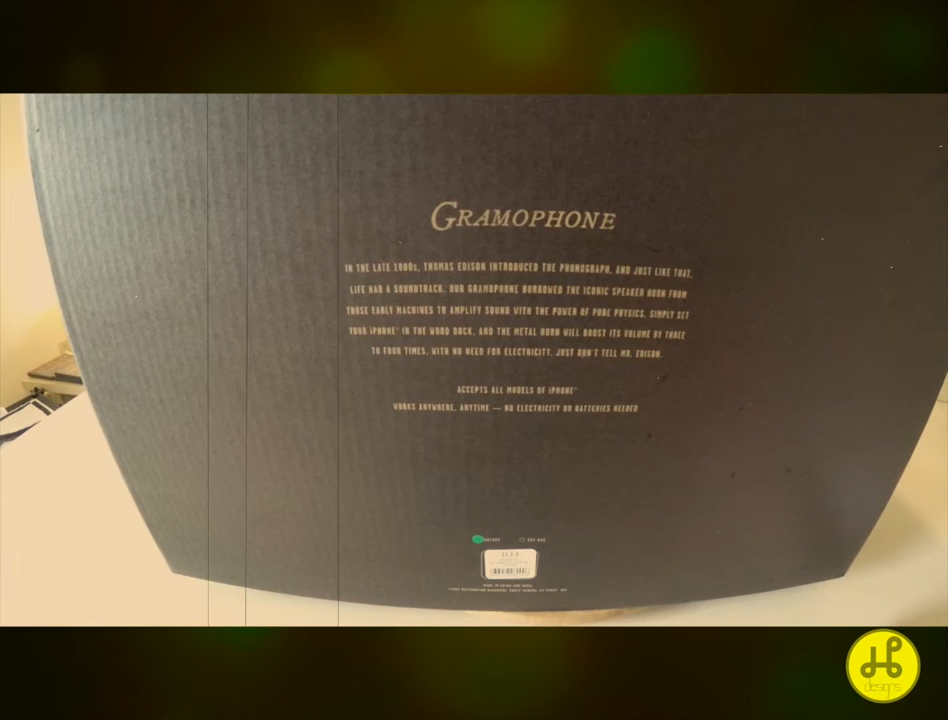 GRAMOPHONE
IN THE LATE 1800s, THOMAS EDISON INTRODUCED THE PHONOGRAPH, AND JUST LIKE THAT,
LIFE HAD A SOUNDTRACK. OUR GRAMOPHONE BORROWED THE ICONIC SPEAKER HORN FROM
THOSE EARLY MACHINES TO AMPLIFY SOUND WITH THE POWER OF PURE PHYSICS. SIMPLY SET
YOUR iPHONE® IN THE WOOD DOCK, AND THE METAL HORN WILL BOOST ITS VOLUME BY THREE
TO FOUR TIMES, WITH NO NEED FOR ELECTRICITY. JUST DON'T TELL MR. EDISON.
ACCEPTS ALL MODELS OF iPHONE®
WORKS ANYWHERE, ANYTIME — NO ELECTRICITY OR BATTERIES NEEDED
HP
designs